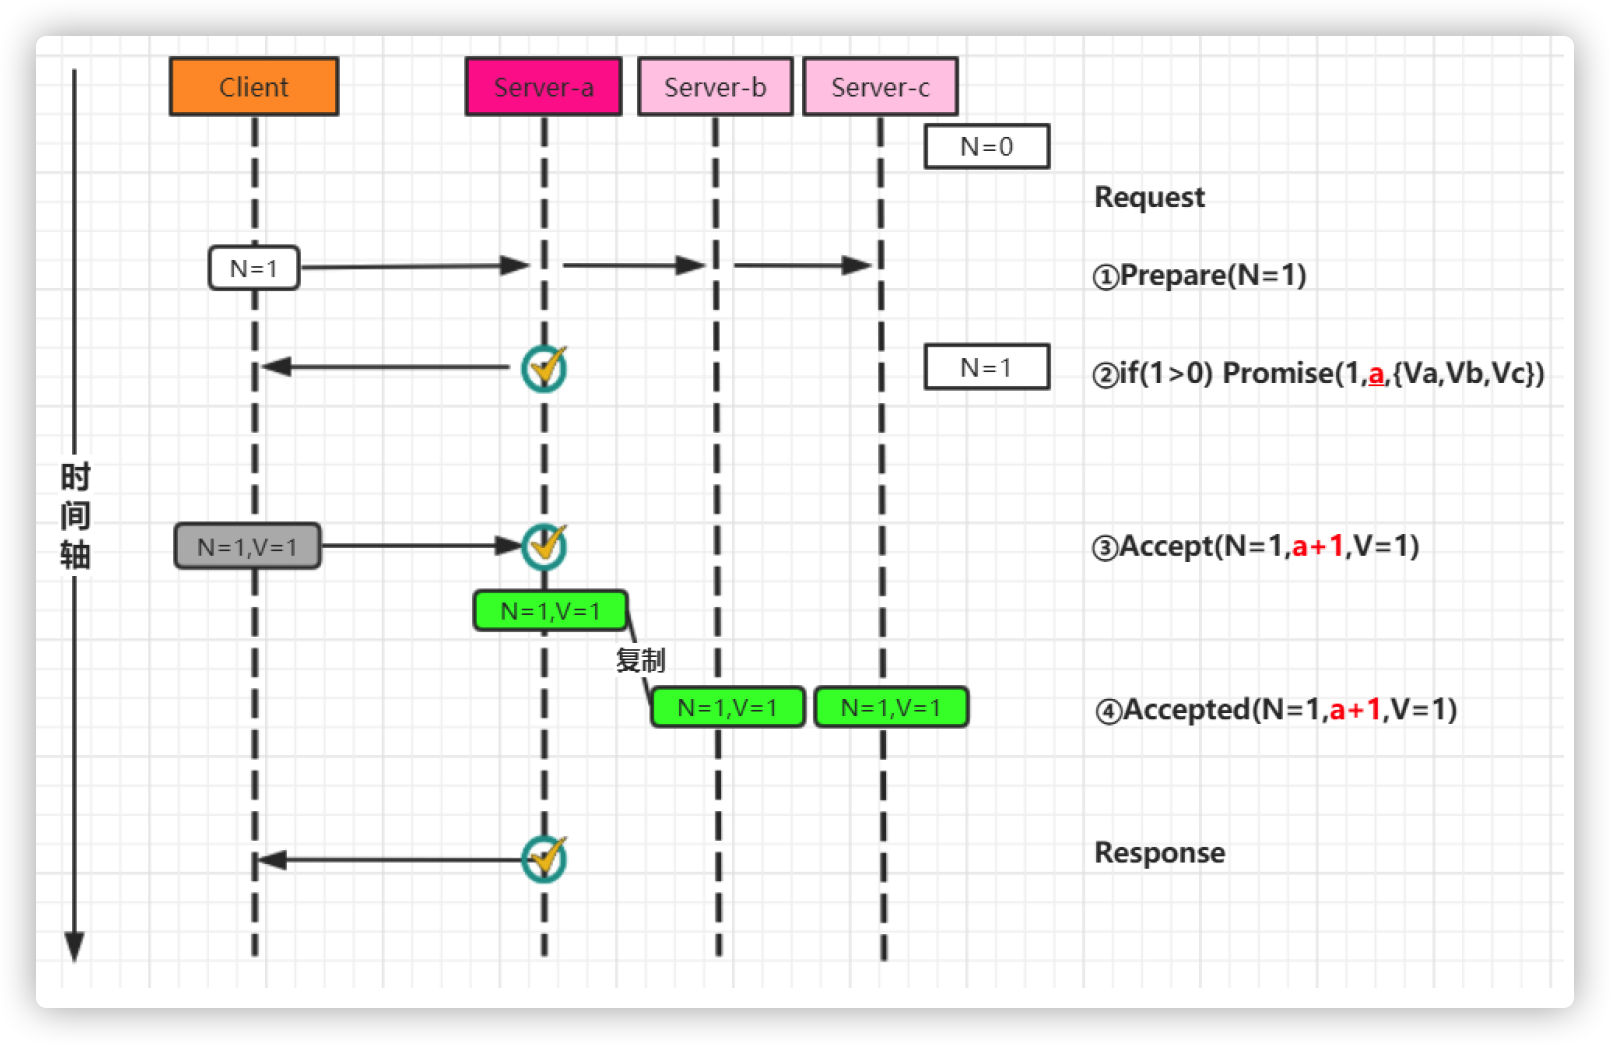 Client
Server-a
Server-b
Server-c
N=0
Request
N=1
①Prepare(N=1)
N=1
②if(1>0) Promise(1,a,{Va,Vb,Vc})
时间轴
N=1,V=1
③Accept(N=1,a+1,V=1)
N=1,V=1
复制
N=1,V=1
N=1,V=1
④Accepted(N=1,a+1,V=1)
Response